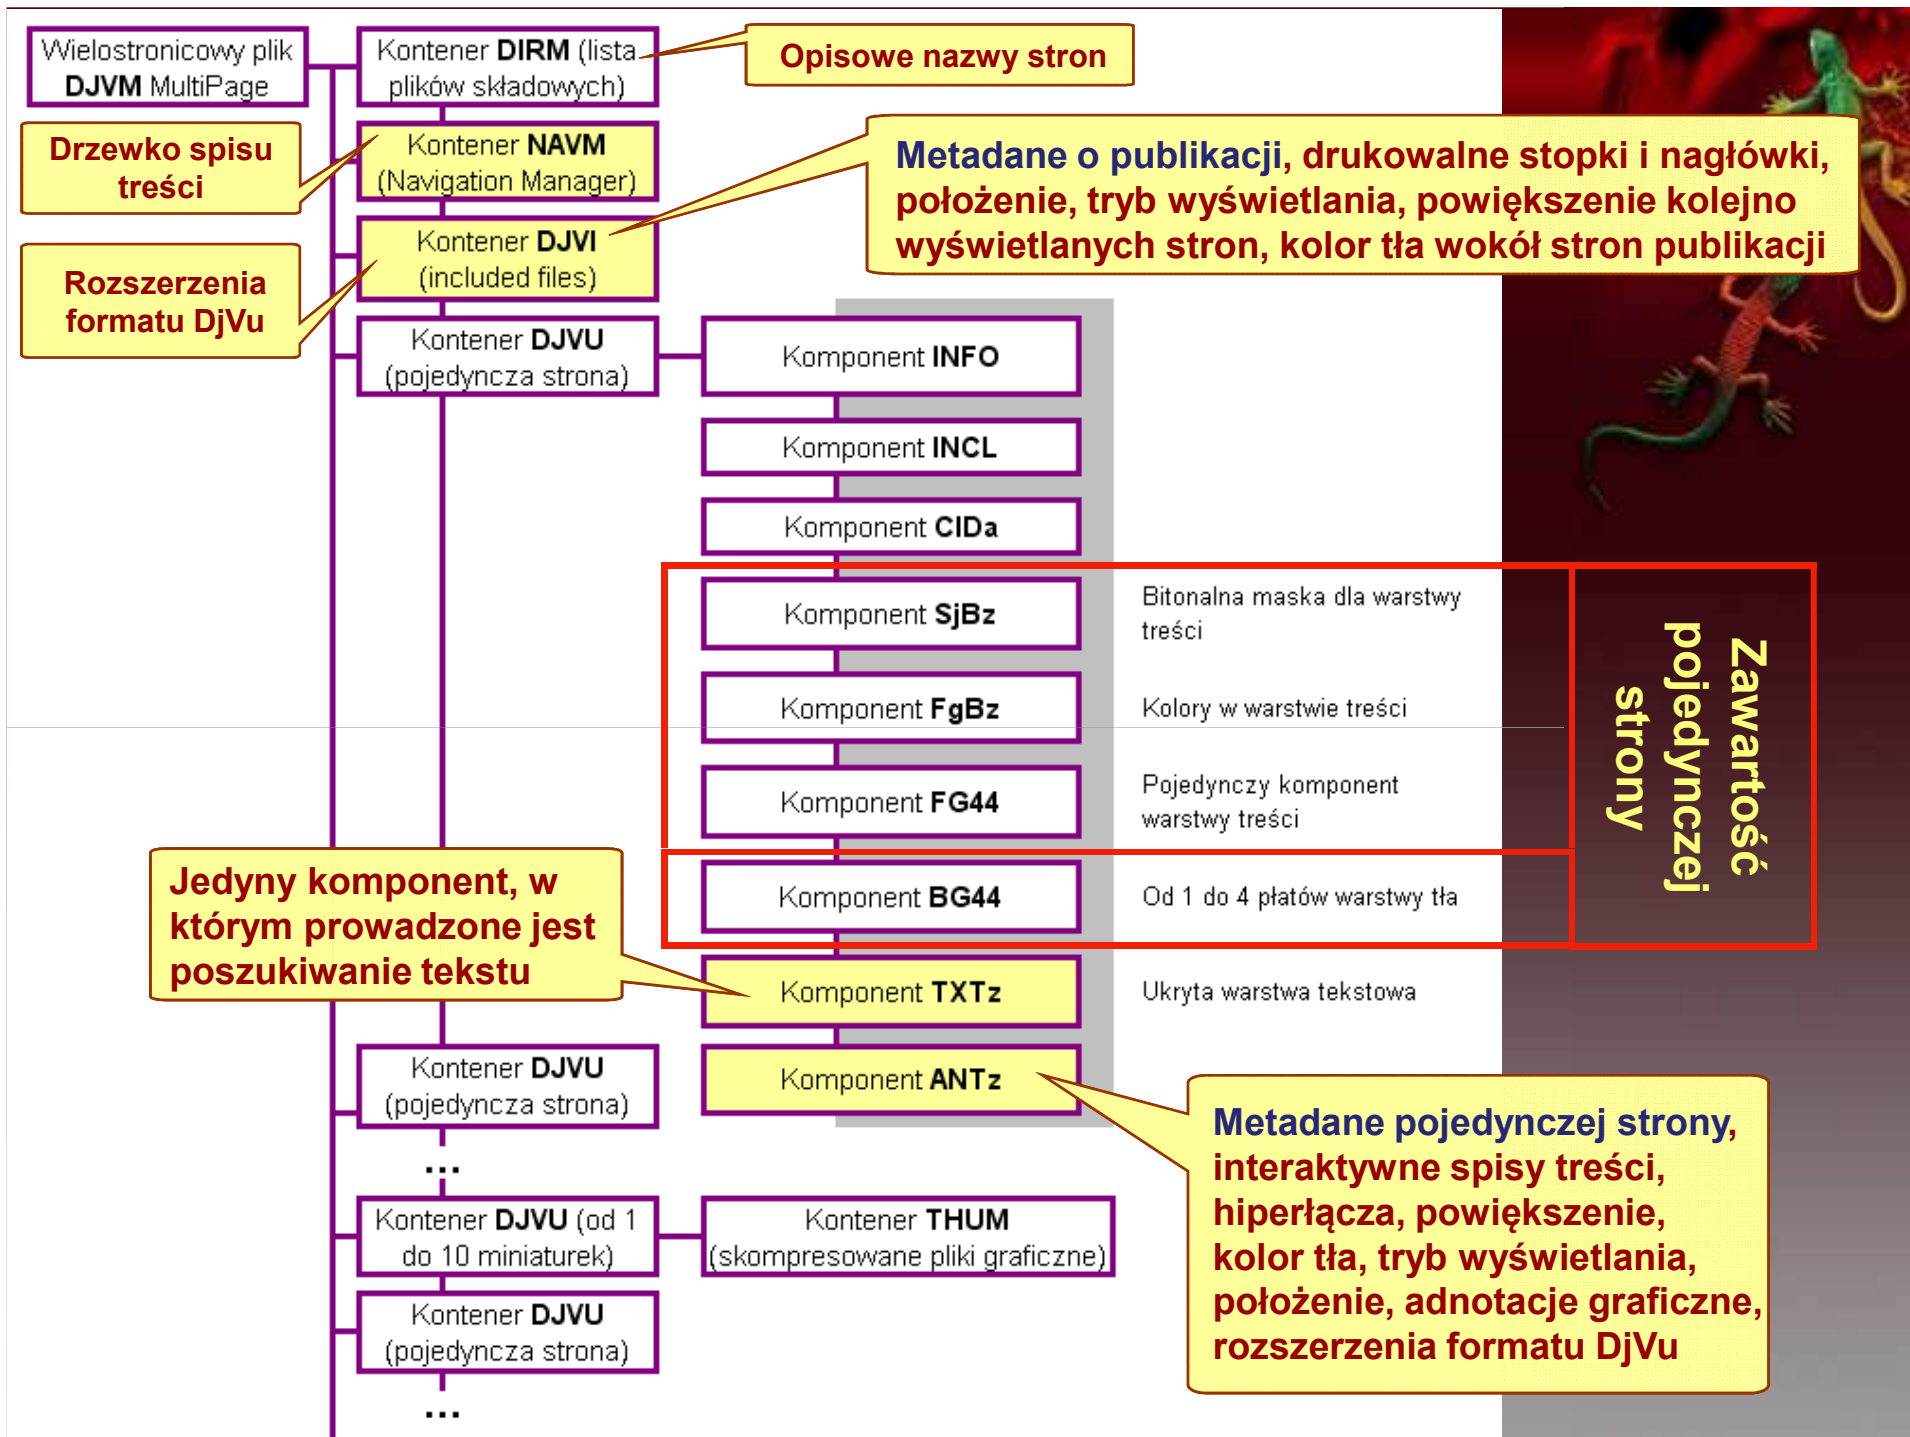 Wielostronicowy plik
DJVM MultiPage
Kontener DIRM (lista
plików składowych)
Opisowe nazwy stron
Drzewko spisu
treści
Kontener NAVM
(Navigation Manager)
Metadane o publikacji, drukowalne stopki i nagłówki,
położenie, tryb wyświetlania, powiększenie kolejno
wyświetlanych stron, kolor tła wokół stron publikacji
Kontener DJVI
(included files)
Rozszerzenia
formatu DjVu
Kontener DJVU
(pojedyncza strona)
Komponent INFO
Komponent INCL
Komponent CIDa
Komponent SjBz
Bitonalna maska dla warstwy
treści
Komponent FgBz
Kolory w warstwie treści
Komponent FG44
Pojedynczy komponent
warstwy treści
Zawartość
pojedynczej
strony
Komponent BG44
Od 1 do 4 płatów warstwy tła
Jedyny komponent, w
którym prowadzone jest
poszukiwanie tekstu
Komponent TXTz
Ukryta warstwa tekstowa
Kontener DJVU
(pojedyncza strona)
Komponent ANTz
Metadane pojedynczej strony,
interaktywne spisy treści,
hiperłącza, powiększenie,
kolor tła, tryb wyświetlania,
położenie, adnotacje graficzne,
rozszerzenia formatu DjVu
...
Kontener DJVU (od 1
do 10 miniaturek)
Kontener THUM
(skompresowane pliki graficzne)
Kontener DJVU
(pojedyncza strona)
...